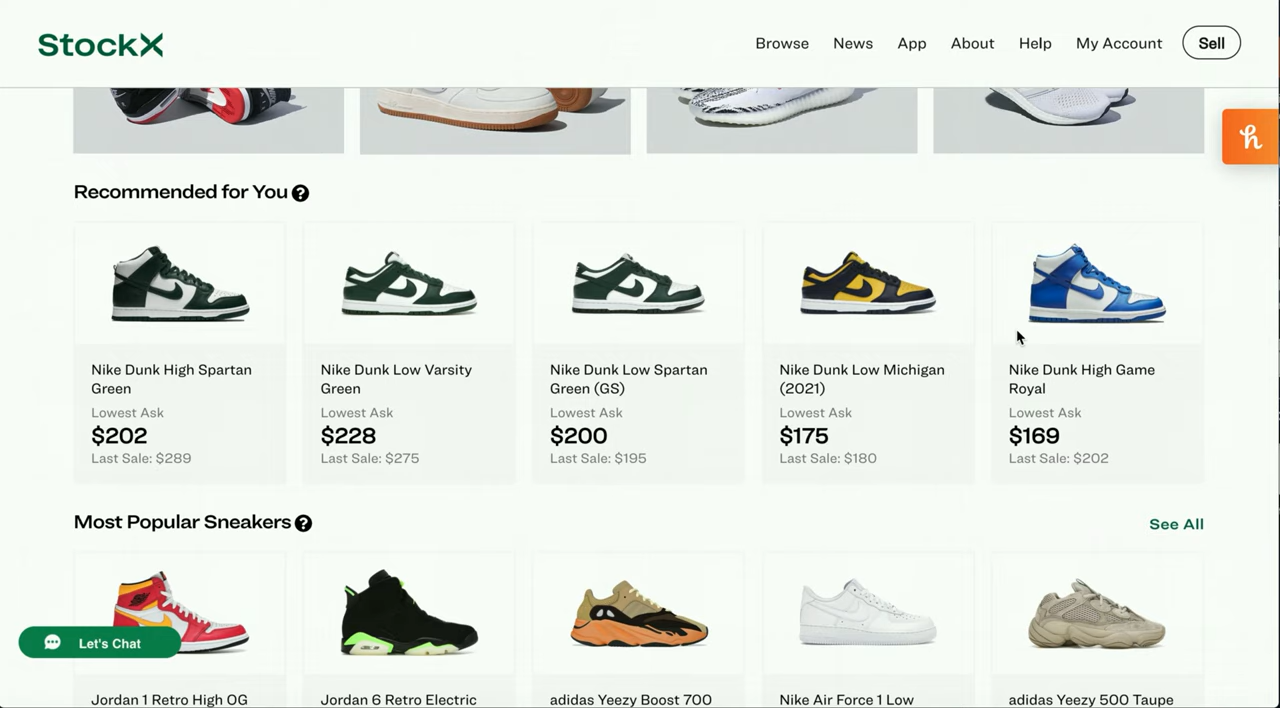 StockX
Browse News App About Help My Account Sell
Recommended for You ?
Nike Dunk High Spartan
Green
Lowest Ask
$202
Last Sale: $289
Nike Dunk Low Varsity
Green
Lowest Ask
$228
Last Sale: $275
Nike Dunk Low Spartan
Green (GS)
Lowest Ask
$200
Last Sale: $195
Nike Dunk Low Michigan
(2021)
Lowest Ask
$175
Last Sale: $180
Nike Dunk High Game
Royal
Lowest Ask
$169
Last Sale: $202
Most Popular Sneakers ?
See All
Let's Chat
Jordan 1 Retro High OG
Jordan 6 Retro Electric
adidas Yeezy Boost 700
Nike Air Force 1 Low
adidas Yeezy 500 Taupe